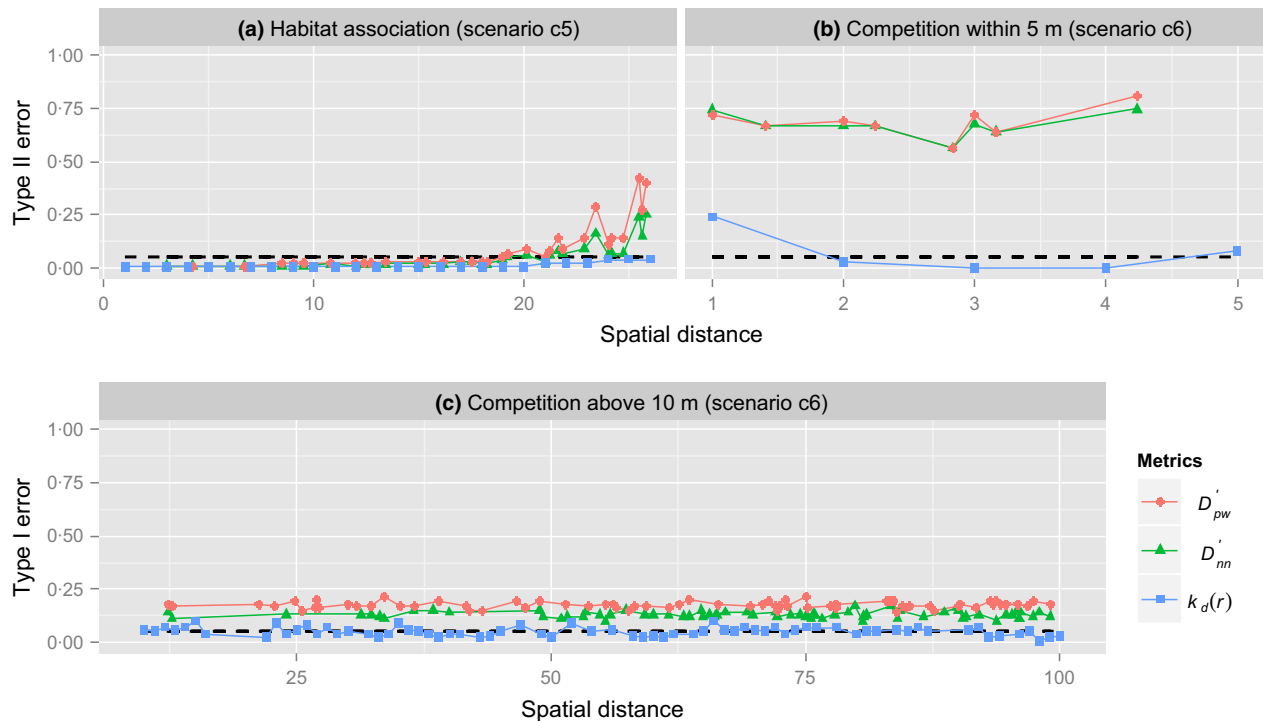 (a) Habitat association (scenario c5)
(b) Competition within 5 m (scenario c6)
Type II error
1·00
0·75
0·50
0·25
0·00
0 10 20
1 2 3 4 5
Spatial distance
(c) Competition above 10 m (scenario c6)
Type I error
1·00
0·75
0·50
0·25
0·00
25 50 75 100
Spatial distance
Metrics
D'pw
D'nn
kd(r)